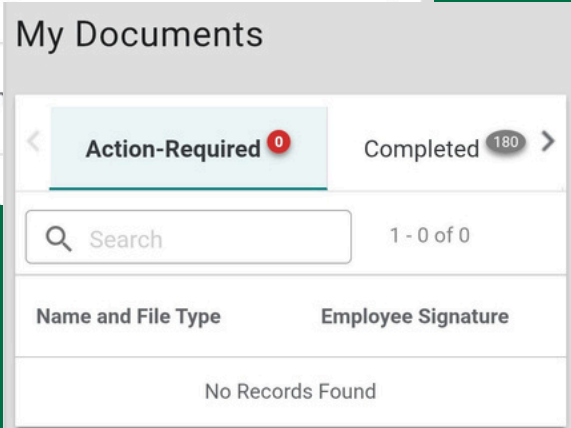 My Documents
Action-Required 0 Completed 180
Search 1 - 0 of 0
Name and File Type Employee Signature
No Records Found